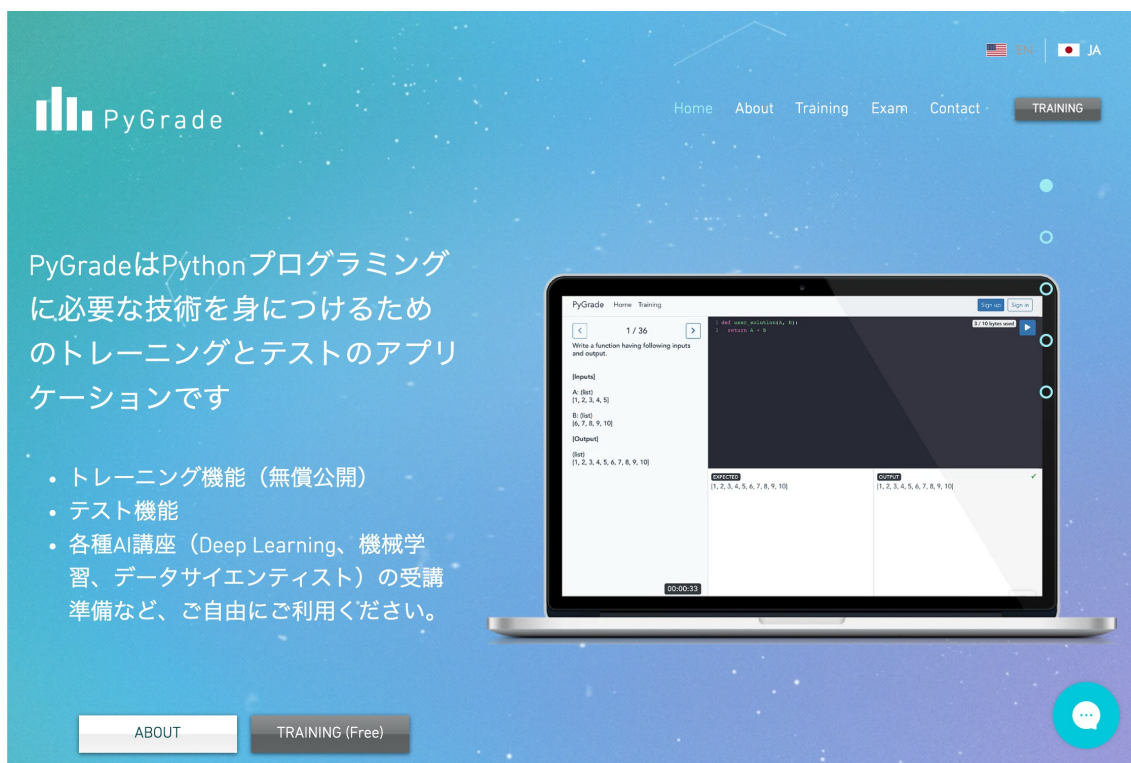 EN
JA
PyGrade
Home
About
Training
Exam
Contact
TRAINING
PyGradeはPythonプログラミング
に必要な技術を身につけるため
のトレーニングとテストのアプリ
ケーションです
トレーニング機能（無償公開）
テスト機能
各種AI講座（Deep Learning、機械学
習、データサイエンティスト）の受講
準備など、ご自由にご利用ください。
ABOUT
TRAINING (Free)
PyGrade Home Training
Sign up
Sign in
1 / 36
Write a function having following inputs
and output.
[Inputs]
A: (list)
[1, 2, 3, 4, 5]
B: (list)
[6, 7, 8, 9, 10]
[Output]
(list)
[1, 2, 3, 4, 5, 6, 7, 8, 9, 10]
00:00:33
1 def user_solution(A, B):
2 return A + B
3 / 10 bytes used
EXPECTED
[1, 2, 3, 4, 5, 6, 7, 8, 9, 10]
OUTPUT
[1, 2, 3, 4, 5, 6, 7, 8, 9, 10]